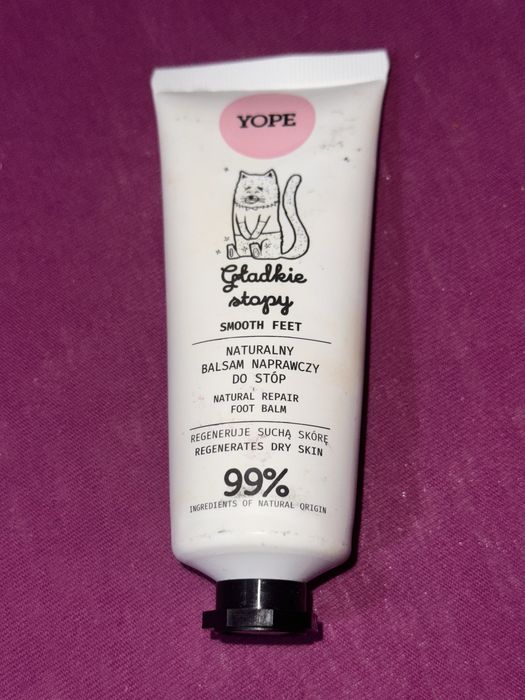 YOPE
Gładkie
stopy
SMOOTH FEET
NATURALNY
BALSAM NAPRAWCZY
DO STÓP
NATURAL REPAIR
FOOT BALM
REGENERUJE SUCHĄ SKÓRĘ
REGENERATES DRY SKIN
99%
INGREDIENTS OF NATURAL ORIGIN